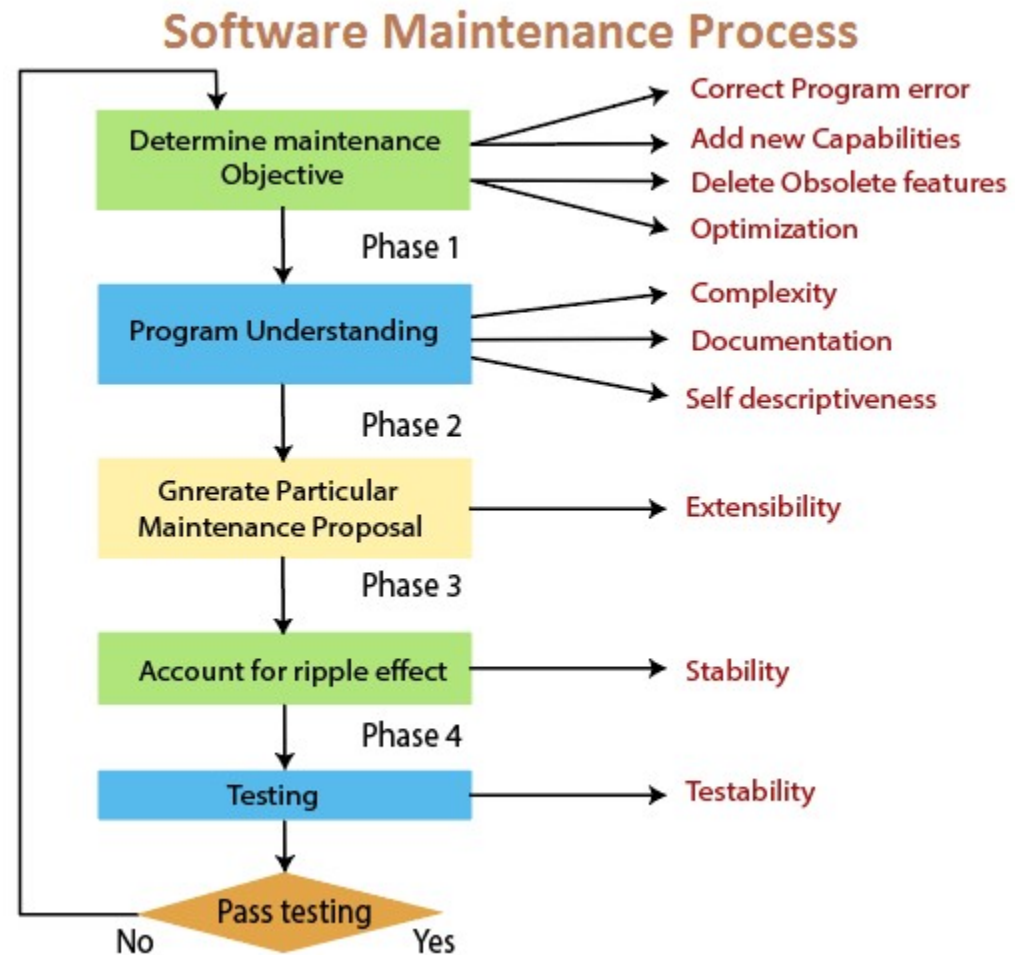 Software Maintenance Process
Determine maintenance
Objective
Correct Program error
Add new Capabilities
Delete Obsolete features
Optimization
Phase 1
Program Understanding
Complexity
Documentation
Self descriptiveness
Phase 2
Gnrerate Particular
Maintenance Proposal
Extensibility
Phase 3
Account for ripple effect
Stability
Phase 4
Testing
Testability
Pass testing
No
Yes